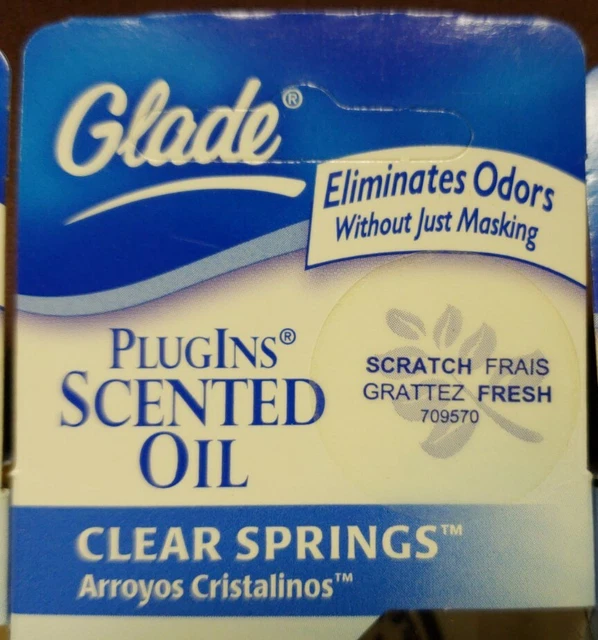 Glade®
Eliminates Odors
Without Just Masking
PLUGINS®
SCENTED
OIL
SCRATCH FRAIS
GRATTEZ FRESH
709570
CLEAR SPRINGS™
Arroyos Cristalinos™